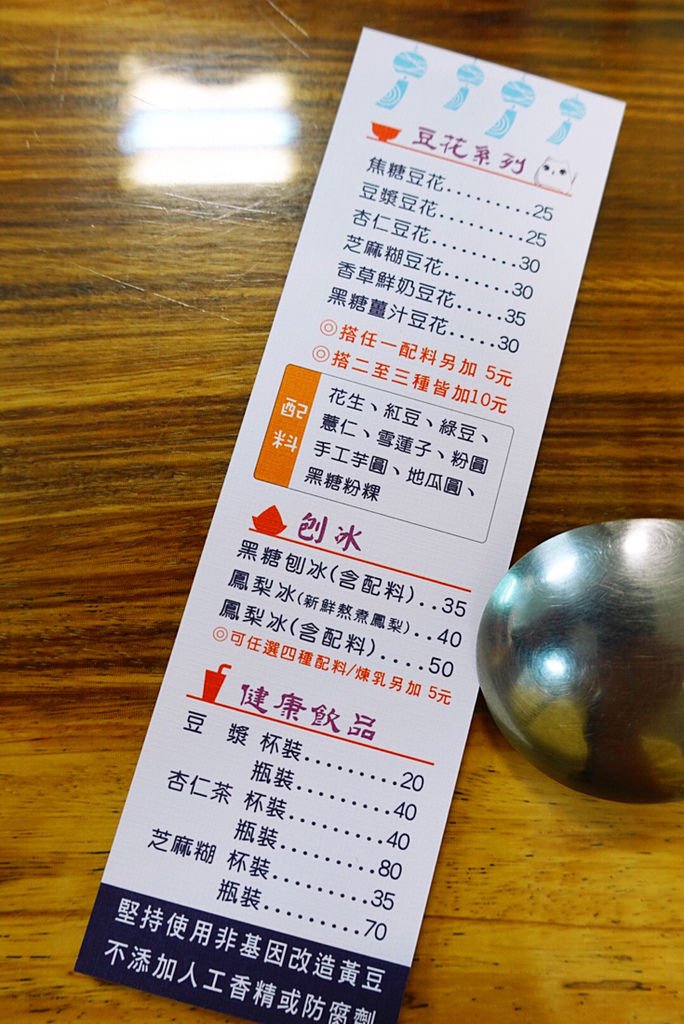 豆花系列
焦糖豆花..........25
豆漿豆花..........25
杏仁豆花..........30
芝麻糊豆花........30
香草鮮奶豆花.....35
黑糖薑汁豆花.....30
◎搭任一配料另加 5元
◎搭二至三種皆加10元
配料
花生、紅豆、綠豆、
薏仁、雪蓮子、粉圓
手工芋圓、地瓜圓、
黑糖粉粿
刨冰
黑糖刨冰(含配料)..35
鳳梨冰(新鮮熬煮鳳梨)..40
鳳梨冰(含配料)....50
◎可任選四種配料/煉乳另加 5元
健康飲品
豆 漿 杯裝.........20
瓶裝.........40
杏仁茶 杯裝.........40
瓶裝.........80
芝麻糊 杯裝.........35
瓶裝.........70
堅持使用非基因改造黃豆
不添加人工香精或防腐劑